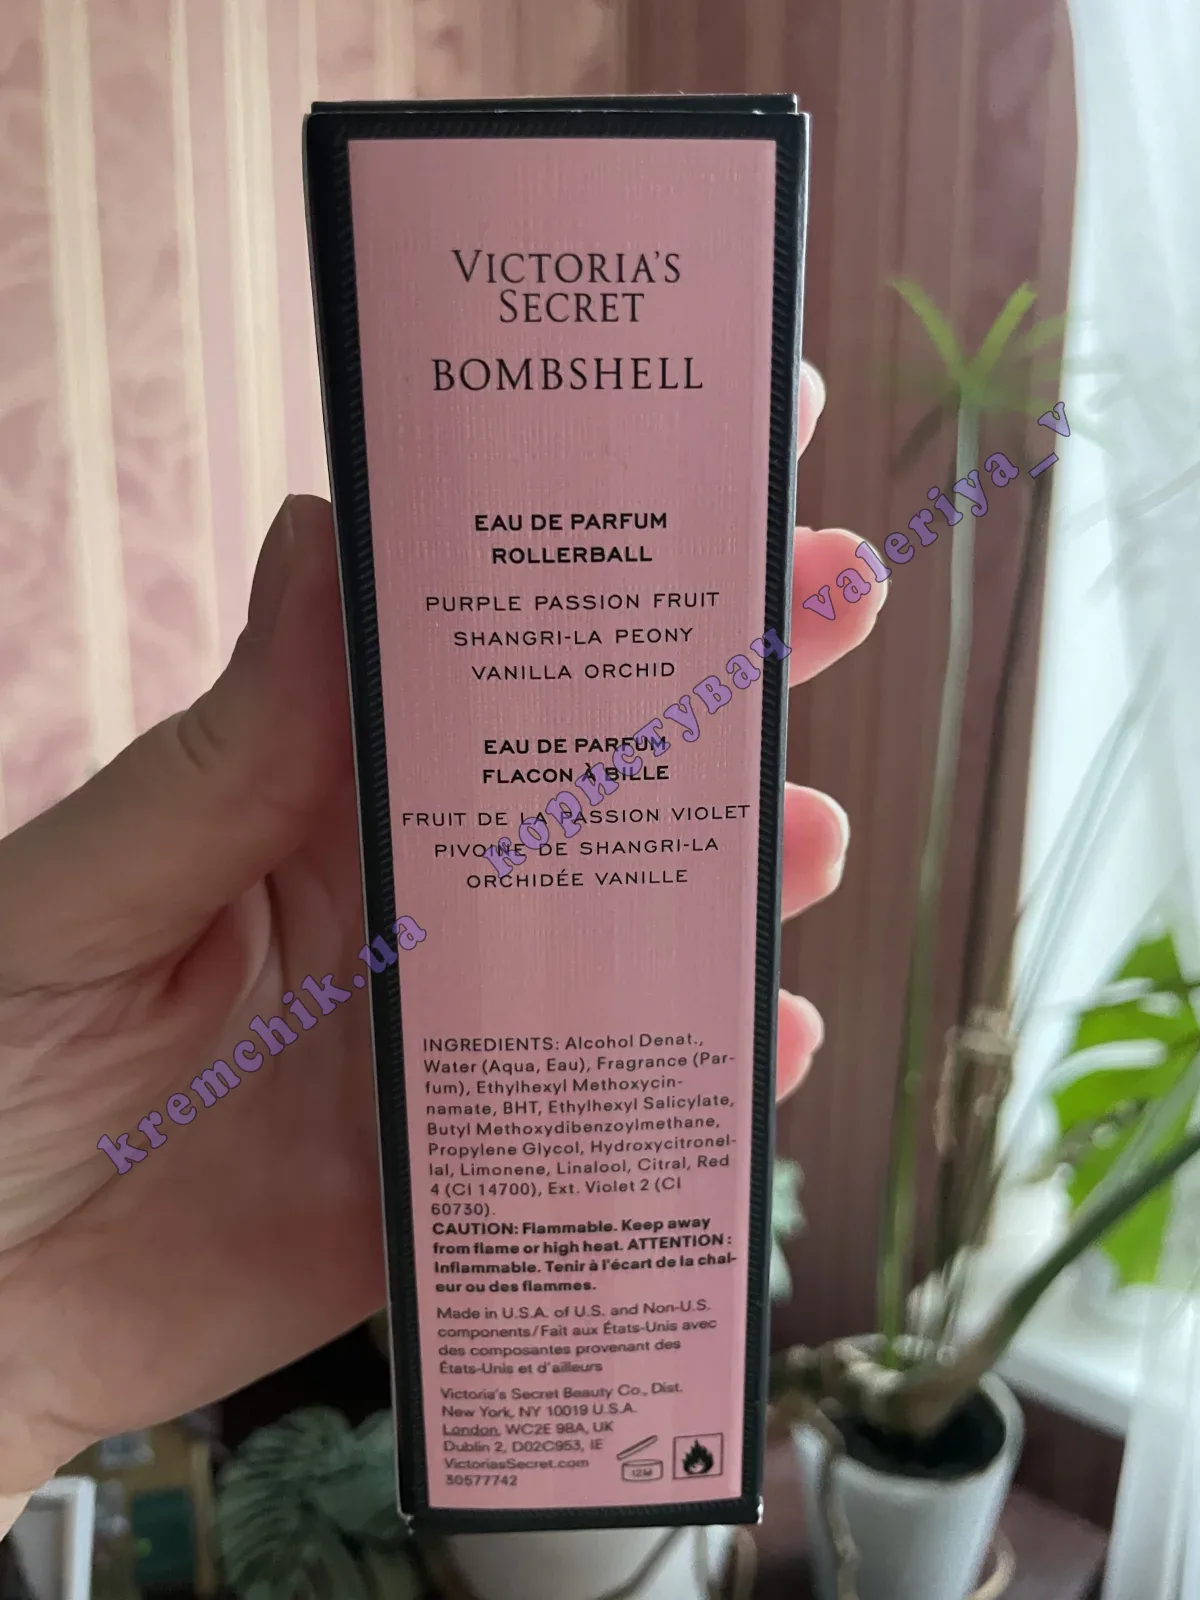 VICTORIA'S
SECRET
BOMBSHELL
EAU DE PARFUM
ROLLERBALL
PURPLE PASSION FRUIT
SHANGRI-LA PEONY
VANILLA ORCHID
EAU DE PARFUM
FLACON À BILLE
FRUIT DE LA PASSION VIOLET
PIVOINE DE SHANGRI-LA
ORCHIDÉE VANILLE
INGREDIENTS: Alcohol Denat.,
Water (Aqua, Eau), Fragrance (Par-
fum), Ethylhexyl Methoxycin-
namate, BHT, Ethylhexyl Salicylate,
Butyl Methoxydibenzoylmethane,
Propylene Glycol, Hydroxycitronel-
lal, Limonene, Linalool, Citral, Red
4 (CI 14700), Ext. Violet 2 (CI
60730).
CAUTION: Flammable. Keep away
from flame or high heat. ATTENTION :
Inflammable. Tenir à l'écart de la chal-
eur ou des flammes.
Made in U.S.A. of U.S. and Non-U.S.
components/Fait aux États-Unis avec
des composantes provenant des
États-Unis et d'ailleurs
Victoria's Secret Beauty Co., Dist.
New York, NY 10019 U.S.A.
London, WC2E 9BA, UK
Dublin 2, D02C953, IE
VictoriasSecret.com
30577742
12M
kremchik.ua користувач valeriya_v